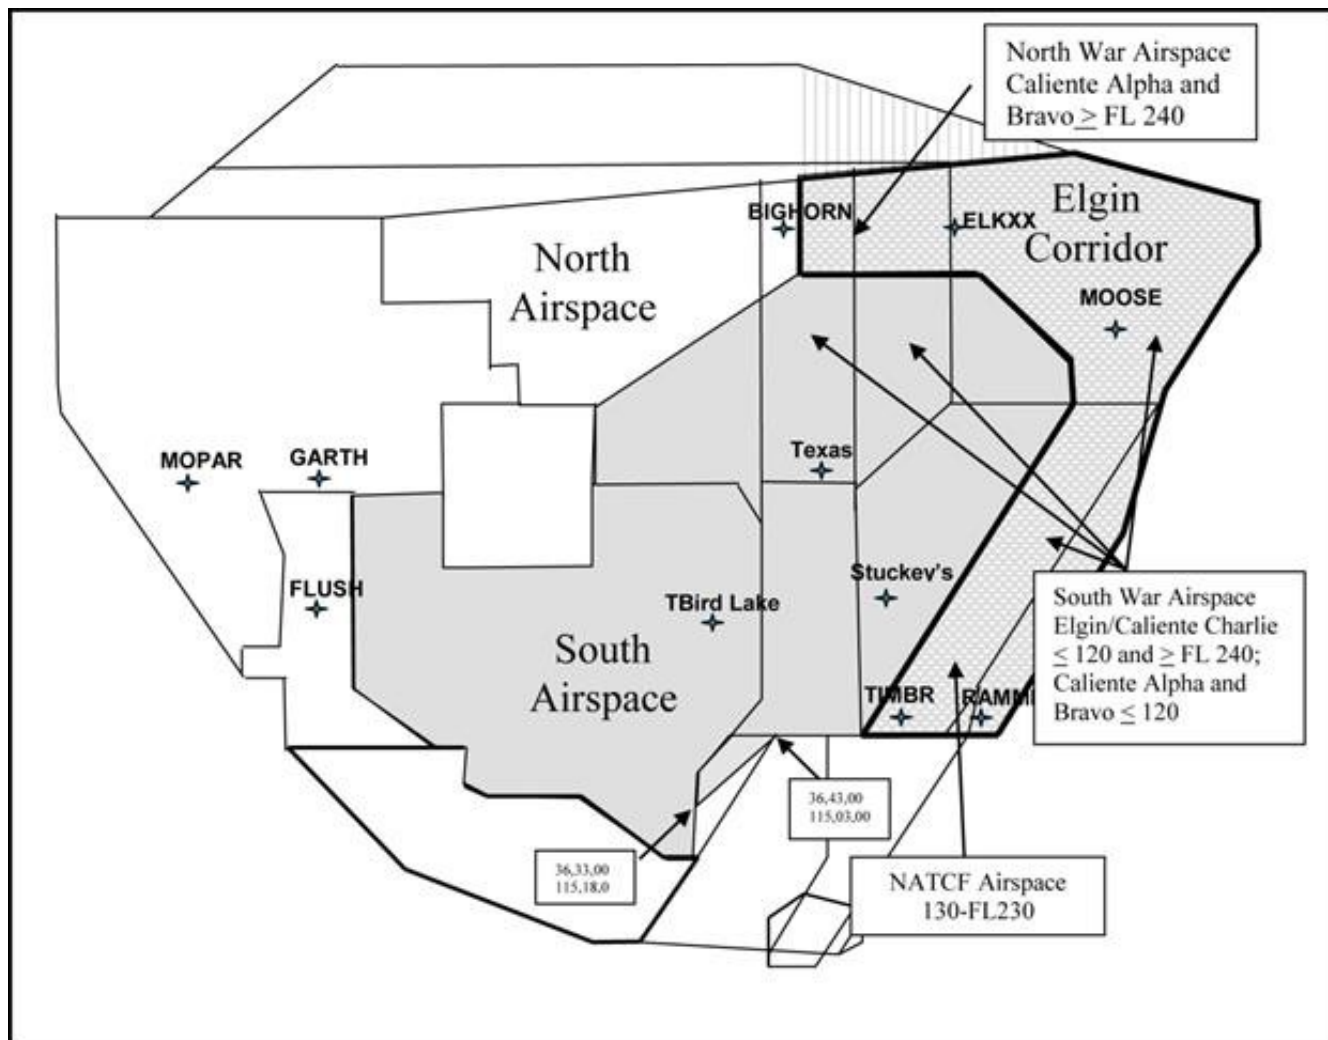 North War Airspace
Caliente Alpha and
Bravo > FL 240
Elgin
Corridor
BIGHORN
ELKXX
North
Airspace
MOOSE
MOPAR
GARTH
Texas
FLUSH
TBird Lake
Stuckey's
South
Airspace
TIMBR
RAMM
South War Airspace
Elgin/Caliente Charlie
≤ 120 and ≥ FL 240;
Caliente Alpha and
Bravo ≤ 120
36,43,00
115,03,00
36,33,00
115,18,0
NATCF Airspace
130-FL230